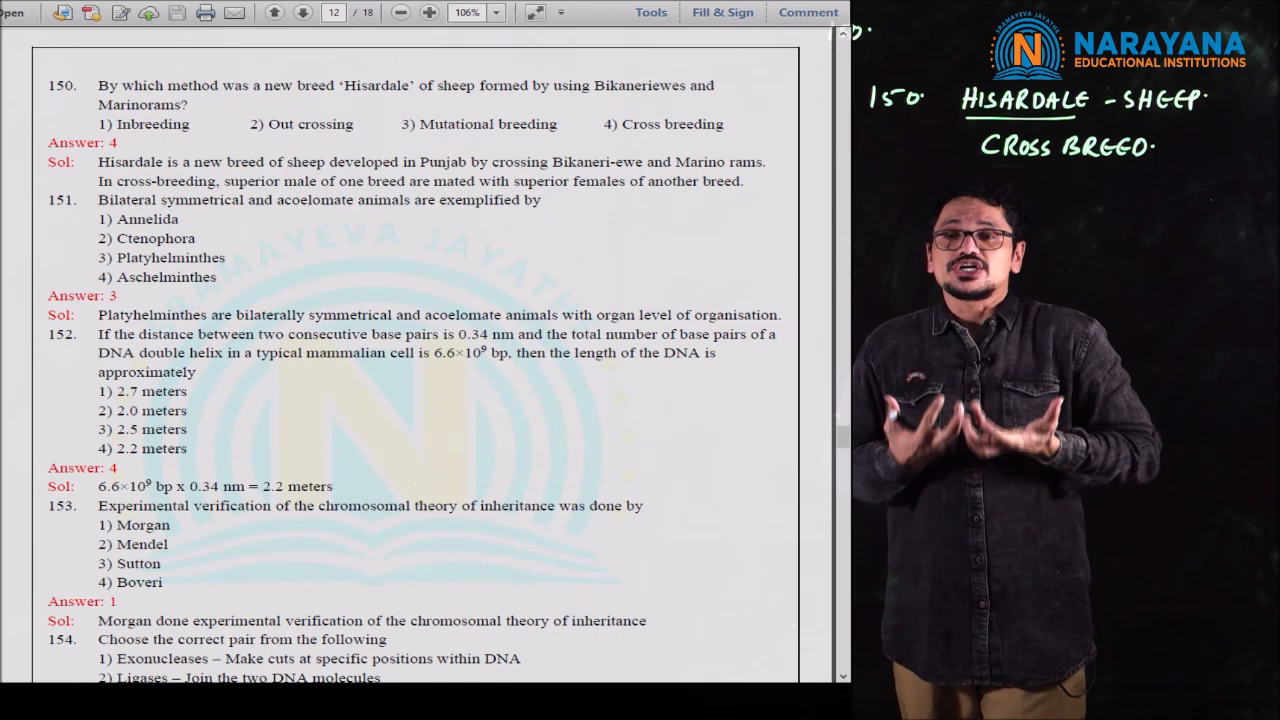 Open
12 / 18
106%
Tools
Fill & Sign
Comment
150. By which method was a new breed ‘Hisardale’ of sheep formed by using Bikaneriewes and
Marinorams?
1) Inbreeding 2) Out crossing 3) Mutational breeding 4) Cross breeding
Answer: 4
Sol: Hisardale is a new breed of sheep developed in Punjab by crossing Bikaneri-ewe and Marino rams.
In cross-breeding, superior male of one breed are mated with superior females of another breed.
151. Bilateral symmetrical and acoelomate animals are exemplified by
1) Annelida
2) Ctenophora
3) Platyhelminthes
4) Aschelminthes
Answer: 3
Sol: Platyhelminthes are bilaterally symmetrical and acoelomate animals with organ level of organisation.
152. If the distance between two consecutive base pairs is 0.34 nm and the total number of base pairs of a
DNA double helix in a typical mammalian cell is 6.6×10⁹ bp, then the length of the DNA is
approximately
1) 2.7 meters
2) 2.0 meters
3) 2.5 meters
4) 2.2 meters
Answer: 4
Sol: 6.6×10⁹ bp x 0.34 nm = 2.2 meters
153. Experimental verification of the chromosomal theory of inheritance was done by
1) Morgan
2) Mendel
3) Sutton
4) Boveri
Answer: 1
Sol: Morgan done experimental verification of the chromosomal theory of inheritance
154. Choose the correct pair from the following
1) Exonucleases – Make cuts at specific positions within DNA
2) Ligases – Join the two DNA molecules
SRAMAYEVA JAYATHE
N
SRAMAYEVA JAYATHE
N
NARAYANA
EDUCATIONAL INSTITUTIONS
150. HISARDALE - SHEEP.
CROSS BREED.